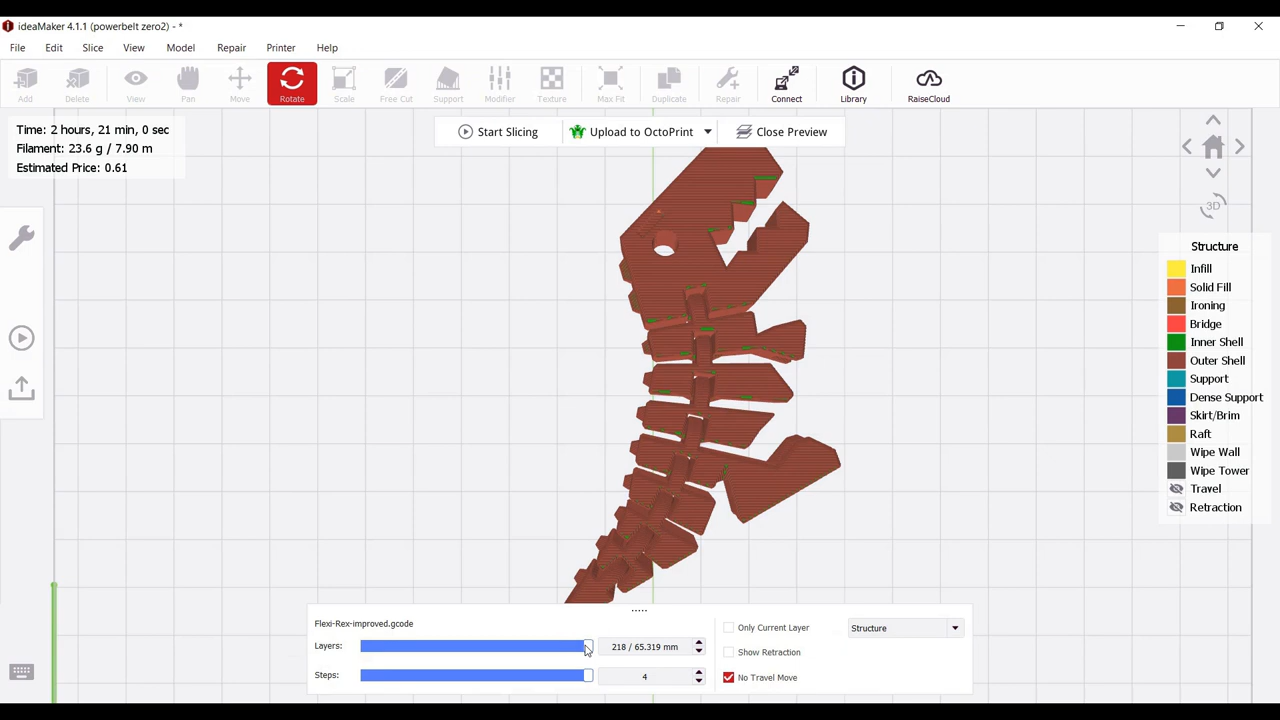 ideaMaker 4.1.1 (powerbelt zero2) - *
File Edit Slice View Model Repair Printer Help
Add Delete View Pan Move Rotate Scale Free Cut Support Modifier Texture Max Fit Duplicate Repair Connect Library RaiseCloud
Time: 2 hours, 21 min, 0 sec
Filament: 23.6 g / 7.90 m
Estimated Price: 0.61
Start Slicing Upload to OctoPrint Close Preview
3D
Structure
Infill
Solid Fill
Ironing
Bridge
Inner Shell
Outer Shell
Support
Dense Support
Skirt/Brim
Raft
Wipe Wall
Wipe Tower
Travel
Retraction
Flexi-Rex-improved.gcode
Layers: 218 / 65.319 mm
Steps: 4
Only Current Layer
Show Retraction
No Travel Move
Structure